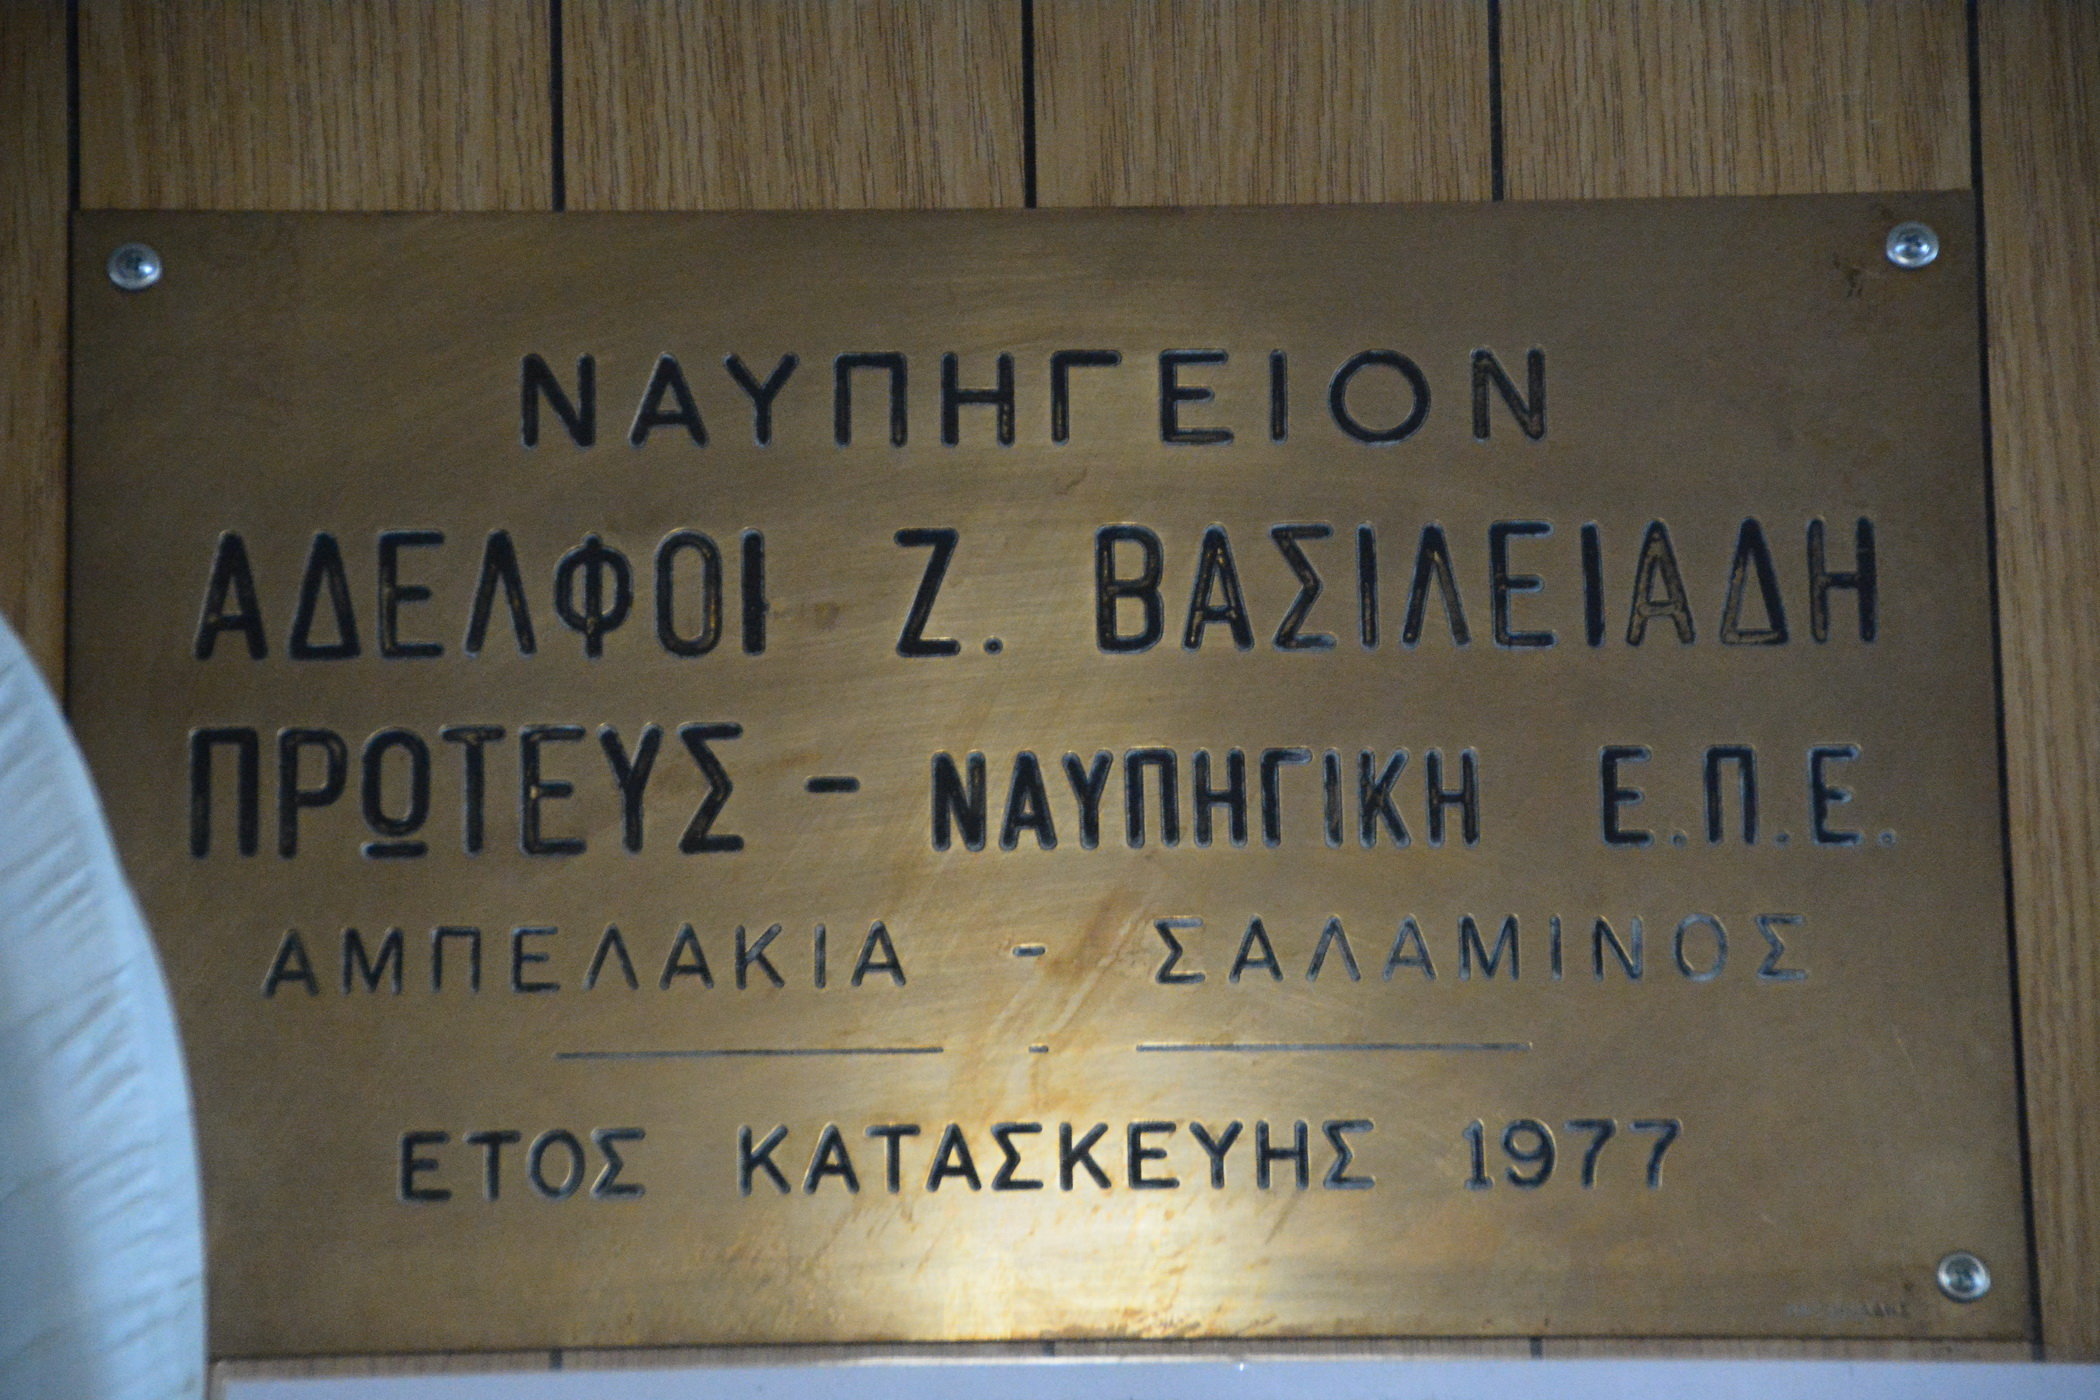 ΝΑΥΠΗΓΕΙΟΝ
ΑΔΕΛΦΟΙ Ζ. ΒΑΣΙΛΕΙΑΔΗ
ΠΡΩΤΕΥΣ - ΝΑΥΠΗΓΙΚΗ Ε.Π.Ε.
ΑΜΠΕΛΑΚΙΑ - ΣΑΛΑΜΙΝΟΣ
ΕΤΟΣ ΚΑΤΑΣΚΕΥΗΣ 1977